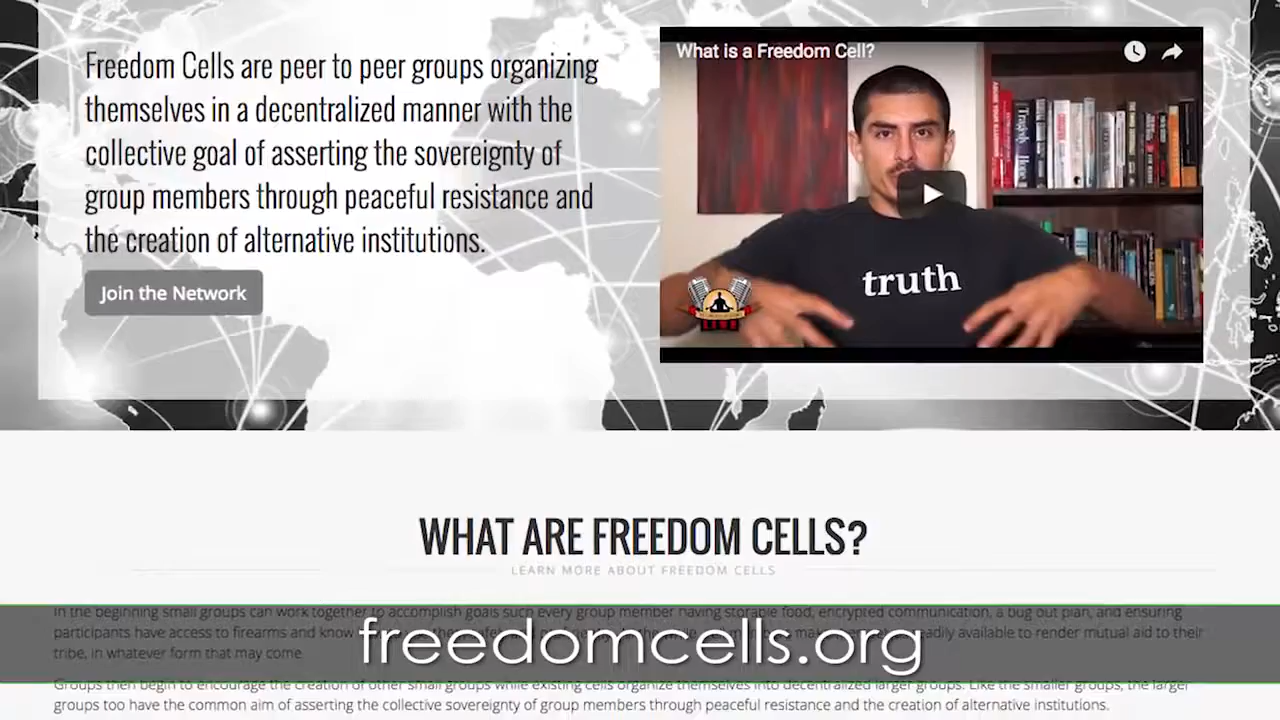 Freedom Cells are peer to peer groups organizing
themselves in a decentralized manner with the
collective goal of asserting the sovereignty of
group members through peaceful resistance and
the creation of alternative institutions.
Join the Network
What is a Freedom Cell?
truth
LIVE
WHAT ARE FREEDOM CELLS?
LEARN MORE ABOUT FREEDOM CELLS
In the beginning small groups can work together to accomplish goals such every group member having storable food, encrypted communication, a bug out plan, and ensuring
participants have access to firearms and know
readily available to render mutual aid to their
tribe, in whatever form that may come.
freedomcells.org
Groups then begin to encourage the creation of other small groups while existing cells organize themselves into decentralized larger groups. Like the smaller groups, the larger
groups too have the common aim of asserting the collective sovereignty of group members through peaceful resistance and the creation of alternative institutions.